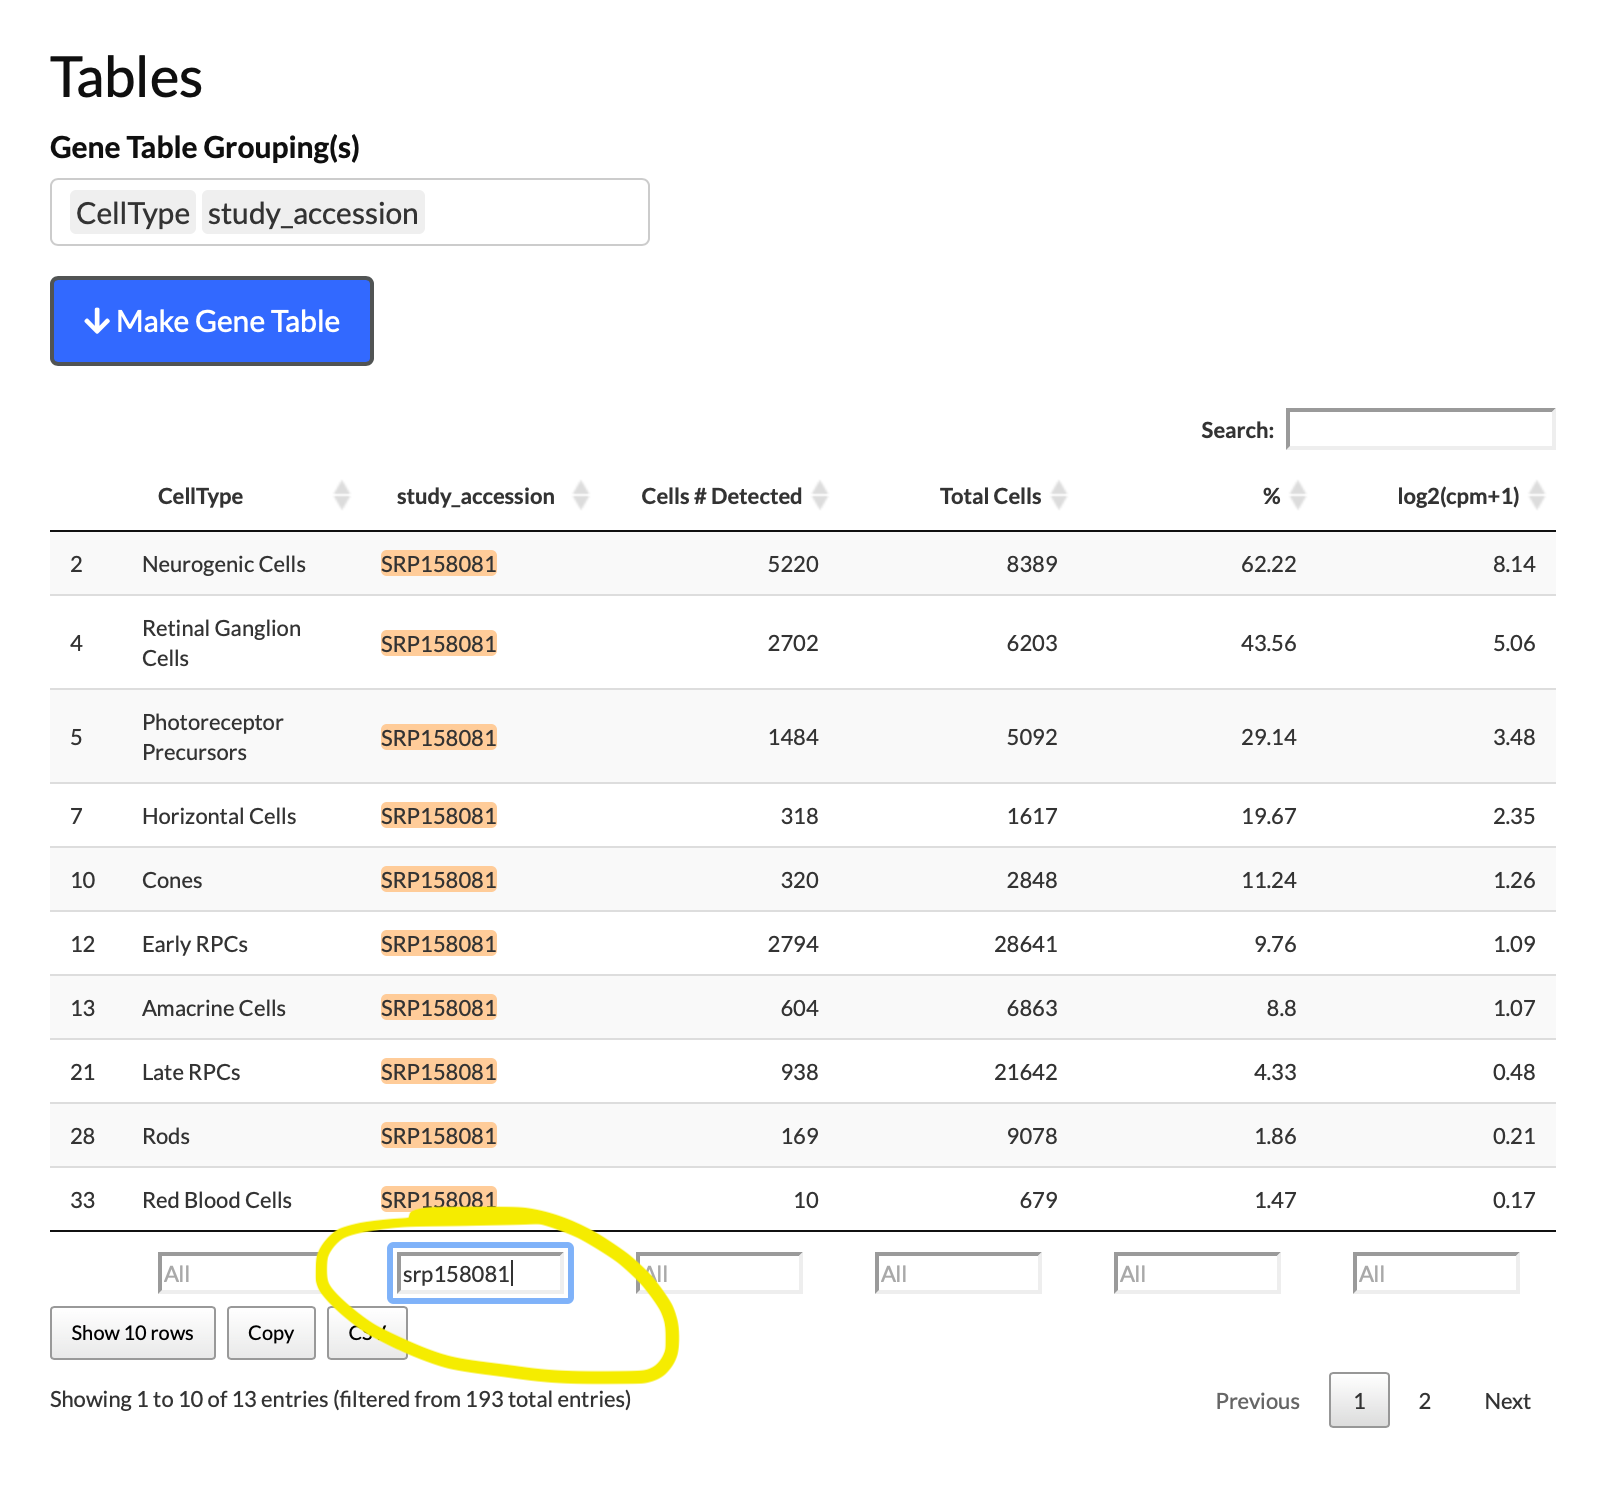 Tables
Gene Table Grouping(s)
CellType study_accession
Make Gene Table
Search:
CellType study_accession Cells # Detected Total Cells % log2(cpm+1)
2 Neurogenic Cells SRP158081 5220 8389 62.22 8.14
4 Retinal Ganglion Cells SRP158081 2702 6203 43.56 5.06
5 Photoreceptor Precursors SRP158081 1484 5092 29.14 3.48
7 Horizontal Cells SRP158081 318 1617 19.67 2.35
10 Cones SRP158081 320 2848 11.24 1.26
12 Early RPCs SRP158081 2794 28641 9.76 1.09
13 Amacrine Cells SRP158081 604 6863 8.8 1.07
21 Late RPCs SRP158081 938 21642 4.33 0.48
28 Rods SRP158081 169 9078 1.86 0.21
33 Red Blood Cells SRP158081 10 679 1.47 0.17
All srp158081 All All All All
Show 10 rows Copy CSV
Showing 1 to 10 of 13 entries (filtered from 193 total entries)
Previous 1 2 Next